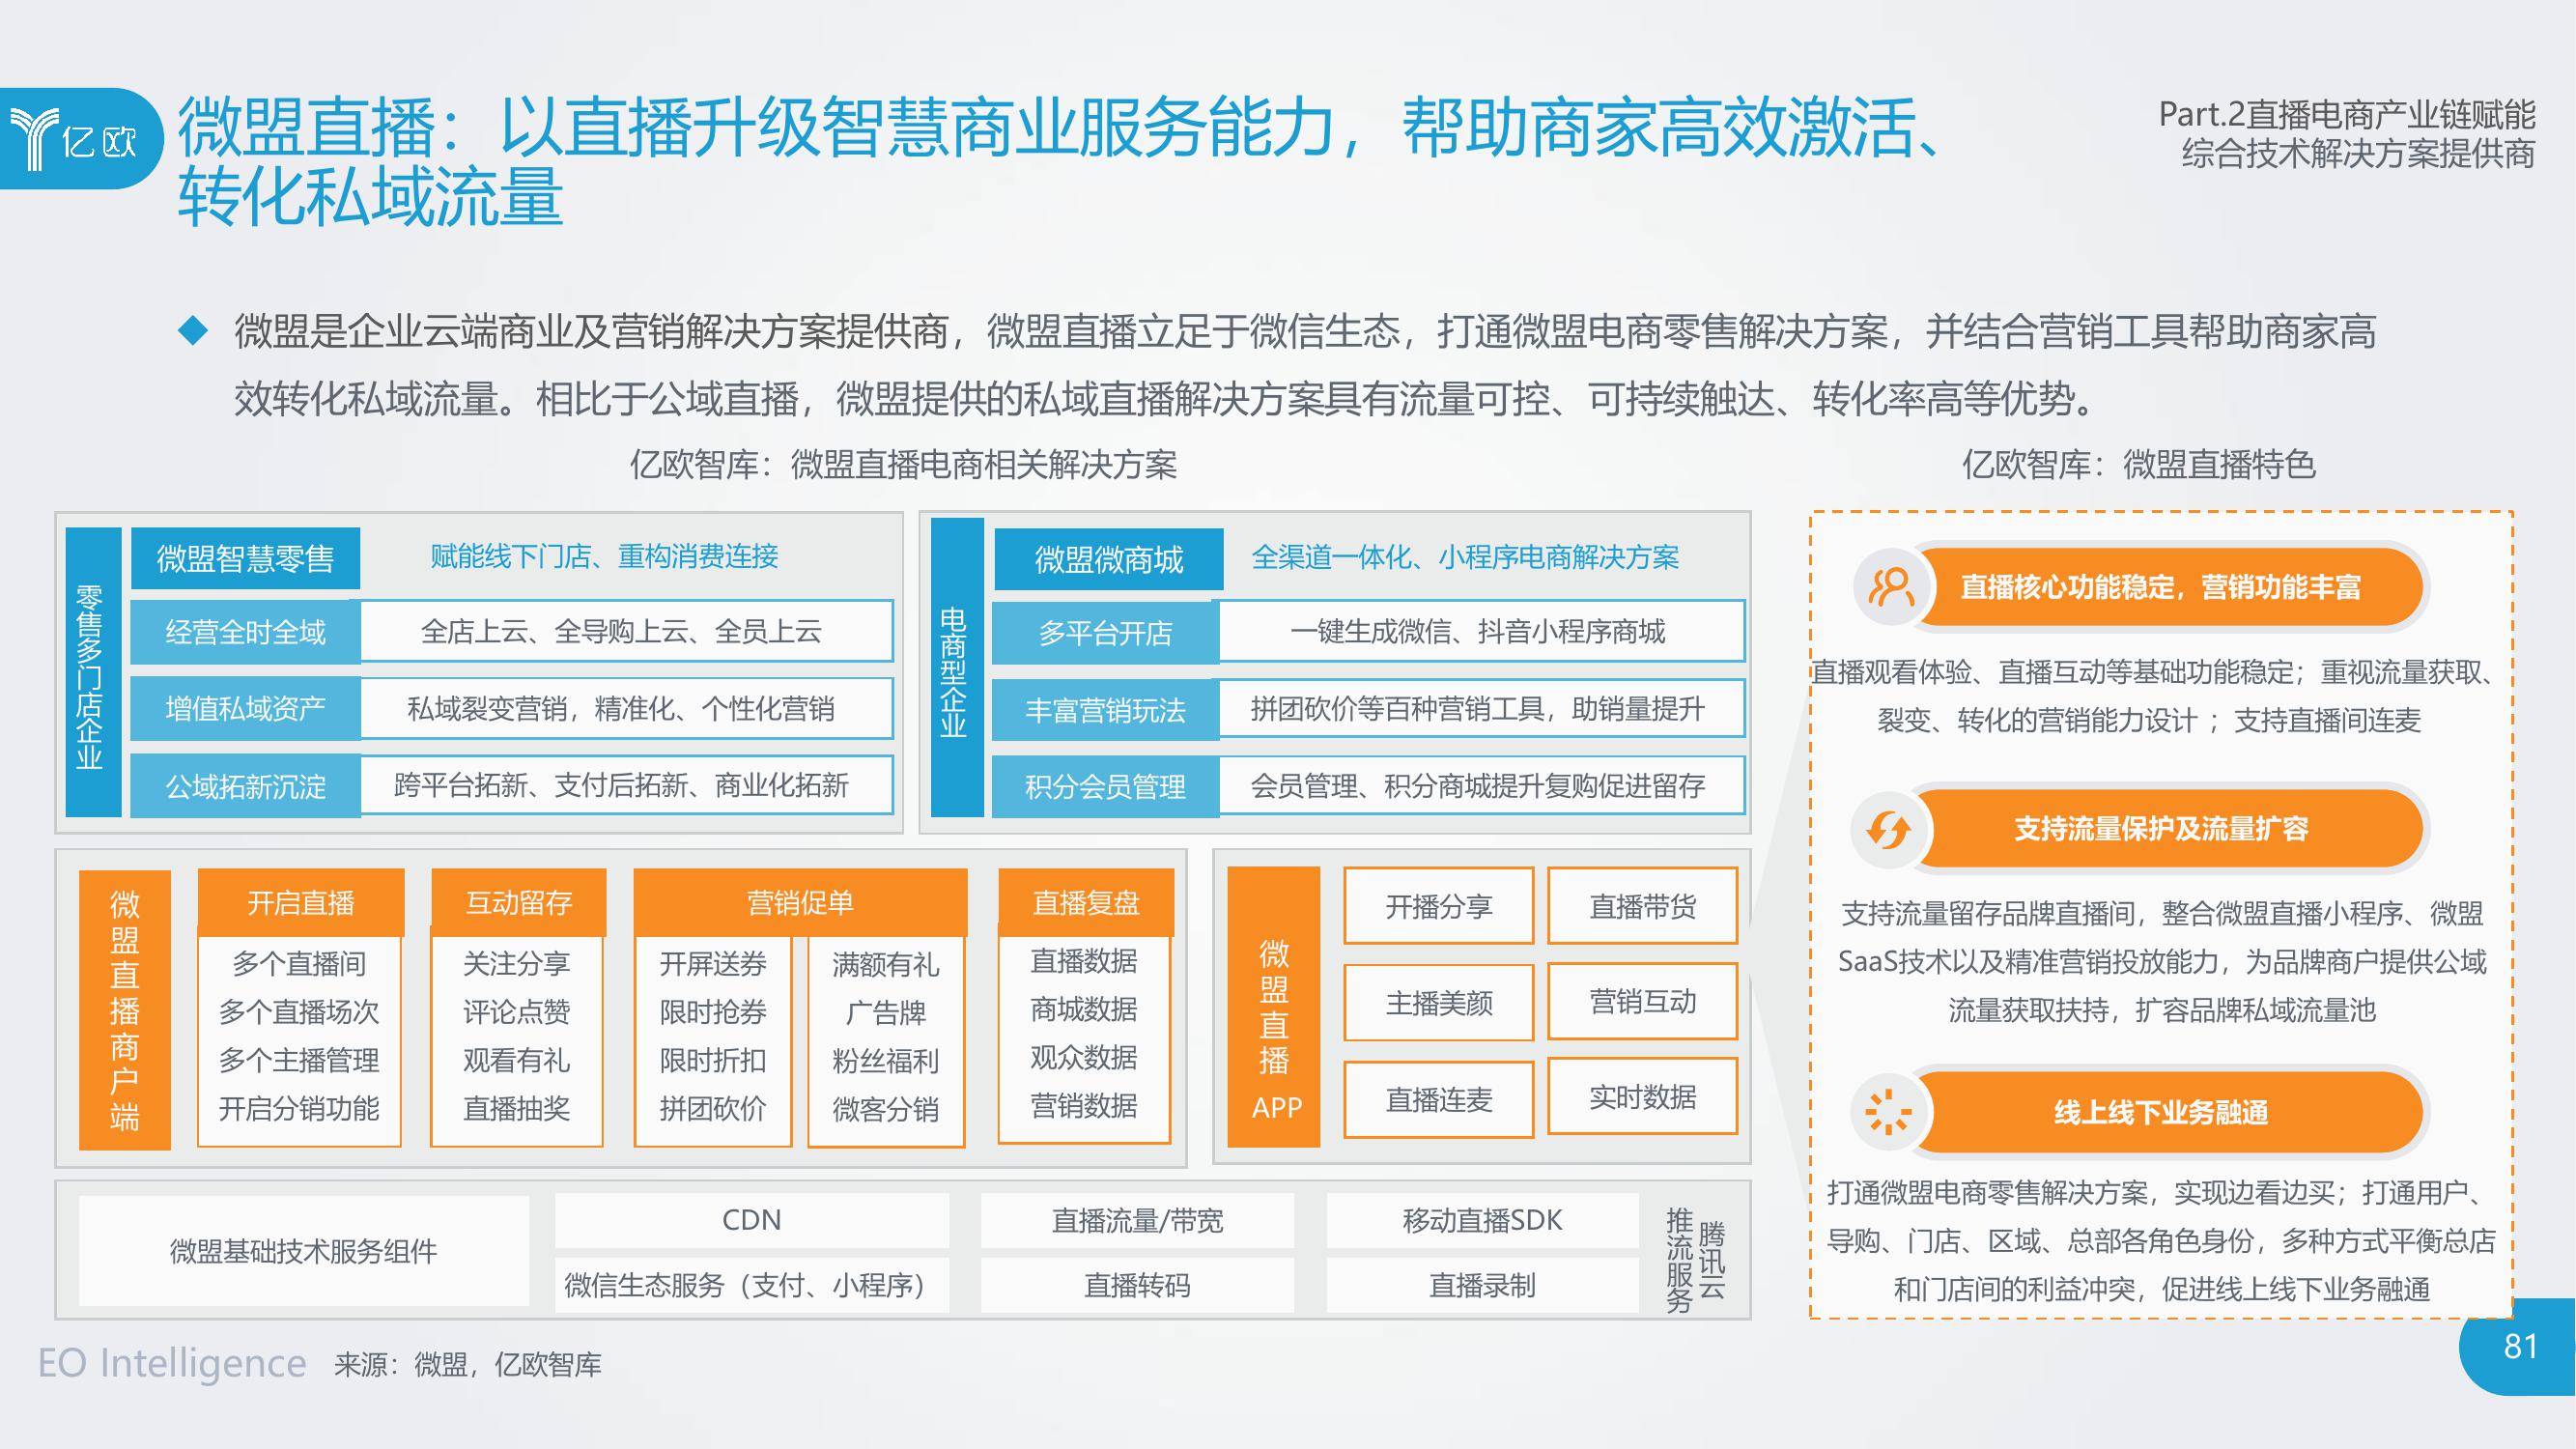 亿欧
微盟直播：以直播升级智慧商业服务能力，帮助商家高效激活、
转化私域流量
Part.2直播电商产业链赋能
综合技术解决方案提供商
微盟是企业云端商业及营销解决方案提供商，微盟直播立足于微信生态，打通微盟电商零售解决方案，并结合营销工具帮助商家高
效转化私域流量。相比于公域直播，微盟提供的私域直播解决方案具有流量可控、可持续触达、转化率高等优势。
亿欧智库：微盟直播电商相关解决方案
零售多门店企业
微盟智慧零售
赋能线下门店、重构消费连接
经营全时全域
全店上云、全导购上云、全员上云
增值私域资产
私域裂变营销，精准化、个性化营销
公域拓新沉淀
跨平台拓新、支付后拓新、商业化拓新
电商型企业
微盟微商城
全渠道一体化、小程序电商解决方案
多平台开店
一键生成微信、抖音小程序商城
丰富营销玩法
拼团砍价等百种营销工具，助销量提升
积分会员管理
会员管理、积分商城提升复购促进留存
微盟直播商户端
开启直播
多个直播间
多个直播场次
多个主播管理
开启分销功能
互动留存
关注分享
评论点赞
观看有礼
直播抽奖
营销促单
开屏送券
限时抢券
限时折扣
拼团砍价
满额有礼
广告牌
粉丝福利
微客分销
直播复盘
直播数据
商城数据
观众数据
营销数据
微盟直播APP
开播分享
直播带货
主播美颜
营销互动
直播连麦
实时数据
微盟基础技术服务组件
CDN
直播流量/带宽
移动直播SDK
微信生态服务（支付、小程序）
直播转码
直播录制
腾讯云
推流服务
亿欧智库：微盟直播特色
直播核心功能稳定，营销功能丰富
直播观看体验、直播互动等基础功能稳定；重视流量获取、
裂变、转化的营销能力设计 ；支持直播间连麦
支持流量保护及流量扩容
支持流量留存品牌直播间，整合微盟直播小程序、微盟
SaaS技术以及精准营销投放能力，为品牌商户提供公域
流量获取扶持，扩容品牌私域流量池
线上线下业务融通
打通微盟电商零售解决方案，实现边看边买；打通用户、
导购、门店、区域、总部各角色身份，多种方式平衡总店
和门店间的利益冲突，促进线上线下业务融通
EO Intelligence
来源：微盟，亿欧智库
81